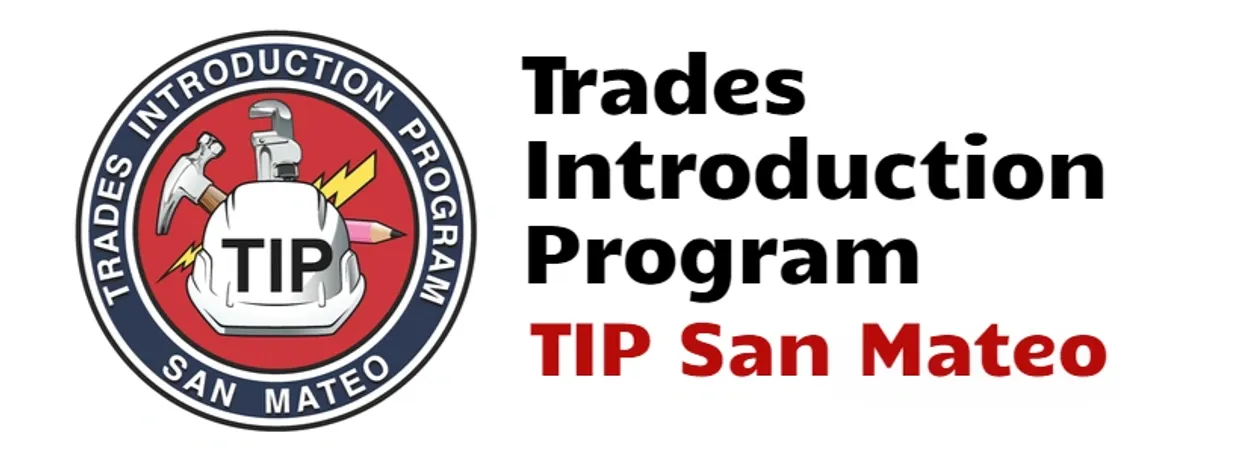 TRADES INTRODUCTION PROGRAM
TIP
SAN MATEO
Trades
Introduction
Program
TIP San Mateo